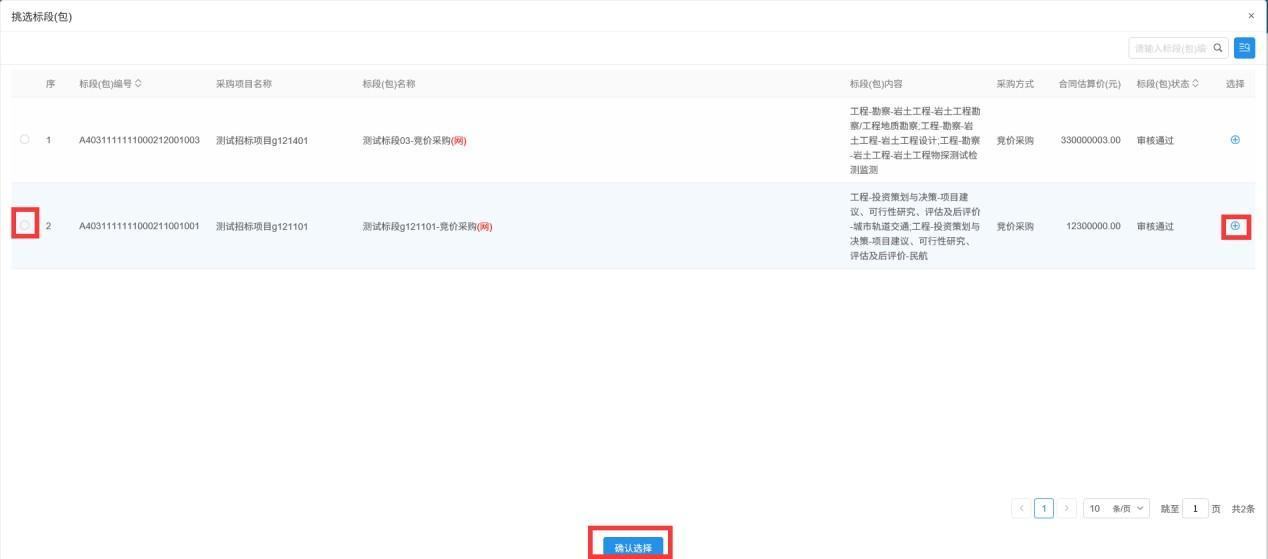 挑选标段(包)
请输入标段(包)编
序 标段(包)编号 采购项目名称 标段(包)名称 标段(包)内容 采购方式 合同估算价(元) 标段(包)状态 选择
1 A4031111111000212001003 测试招标项目g121401 测试标段03-竞价采购(网) 竞价采购 330000003.00 审核通过
工程-勘察-岩土工程-岩土工程勘
察/工程地质勘察;工程-勘察-岩
土工程-岩土工程设计;工程-勘察
-岩土工程-岩土工程物探测试检
测监测
2 A4031111111000211001001 测试招标项目g121101 测试标段g121101-竞价采购(网) 竞价采购 12300000.00 审核通过
工程-投资策划与决策-项目建
议、可行性研究、评估及后评价
-城市轨道交通;工程-投资策划与
决策-项目建议、可行性研究、
评估及后评价-民航
1 10 条/页 跳至 1 页 共2条
确认选择